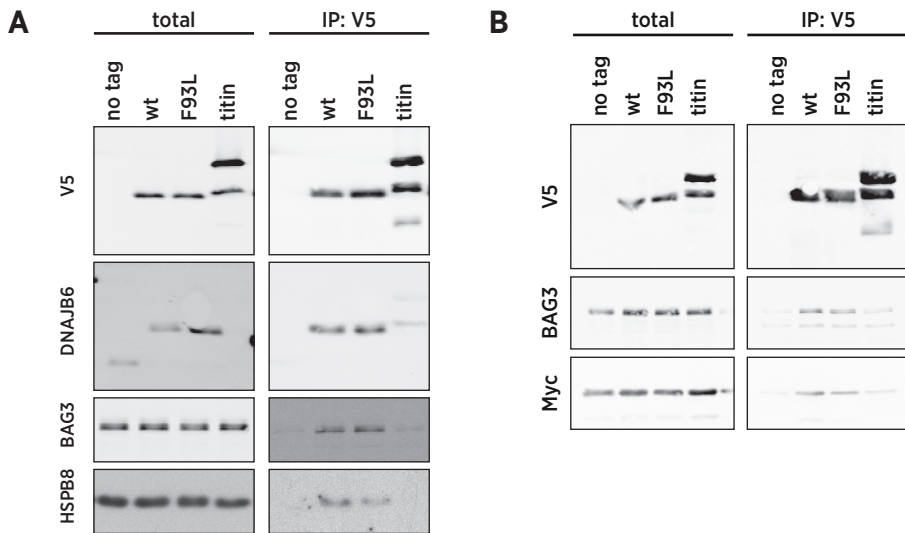 A
total
IP: V5
no tag
wt
F93L
titin
no tag
wt
F93L
titin
V5
DNAJB6
BAG3
HSPB8
B
total
IP: V5
no tag
wt
F93L
titin
no tag
wt
F93L
titin
V5
BAG3
Myc